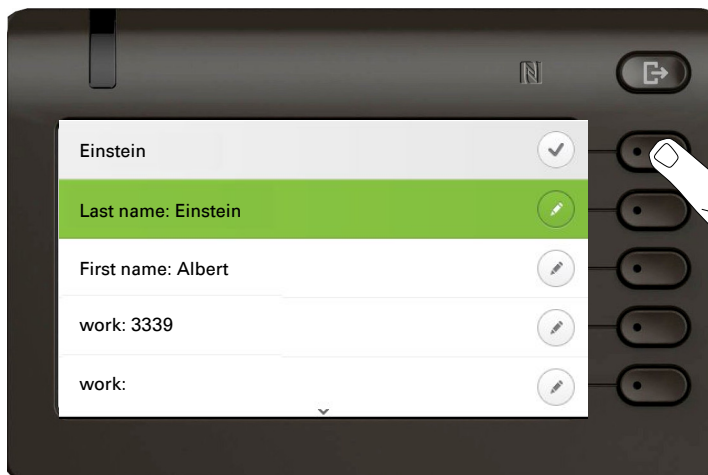 Einstein
Last name: Einstein
First name: Albert
work: 3339
work: